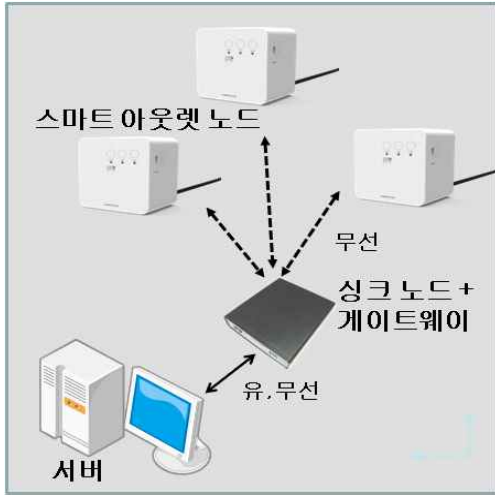 스마트 아웃렛 노드
무선
싱크 노드 +
게이트웨이
유,무선
서버